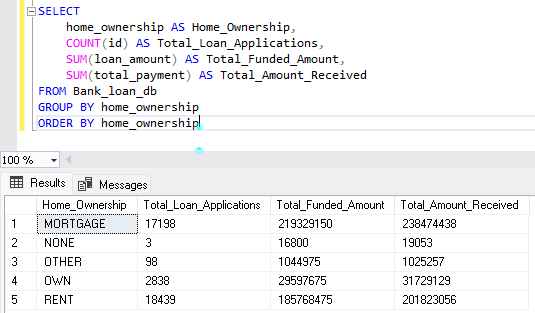 SELECT
home_ownership AS Home_Ownership,
COUNT(id) AS Total_Loan_Applications,
SUM(loan_amount) AS Total_Funded_Amount,
SUM(total_payment) AS Total_Amount_Received
FROM Bank_loan_db
GROUP BY home_ownership
ORDER BY home_ownership
100 %
Results Messages
Home_Ownership Total_Loan_Applications Total_Funded_Amount Total_Amount_Received
1 MORTGAGE 17198 219329150 238474438
2 NONE 3 16800 19053
3 OTHER 98 1044975 1025257
4 OWN 2838 29597675 31729129
5 RENT 18439 185768475 201823056